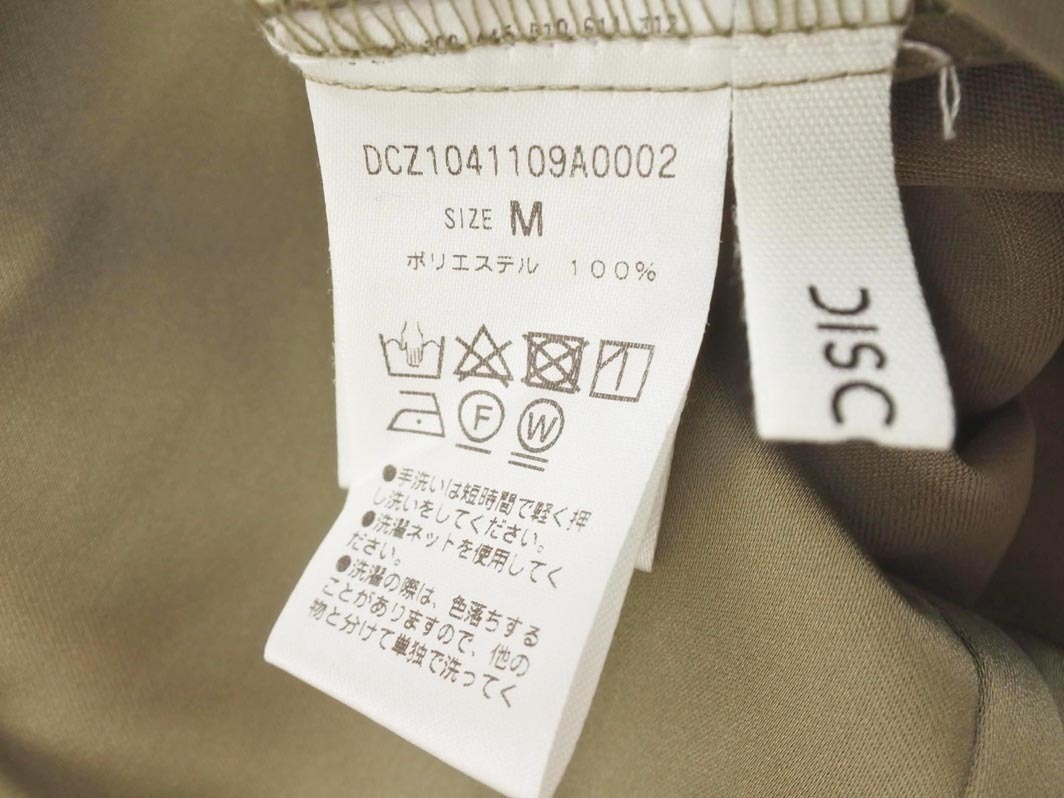 DCZ1041109A0002
SIZE M
ポリエステル 100%
F W
●手洗いは短時間で軽く押
し洗いをしてください。
●洗濯ネットを使用してく
ださい。
●洗濯の際は、色落ちする
ことがありますので、他の
物と分けて単独で洗ってく
DISC